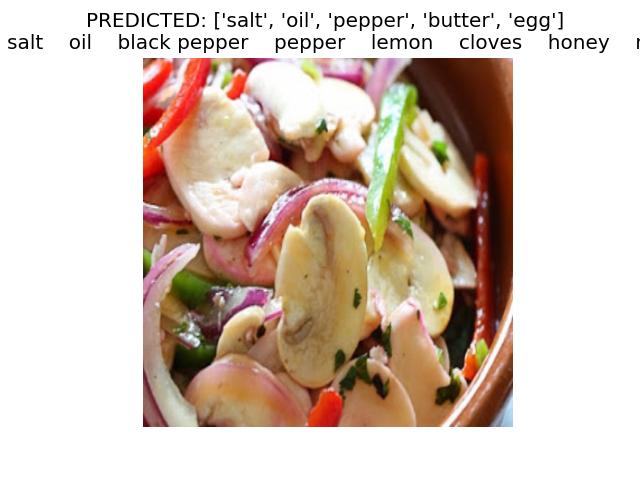 PREDICTED: ['salt', 'oil', 'pepper', 'butter', 'egg']
salt oil black pepper pepper lemon cloves honey